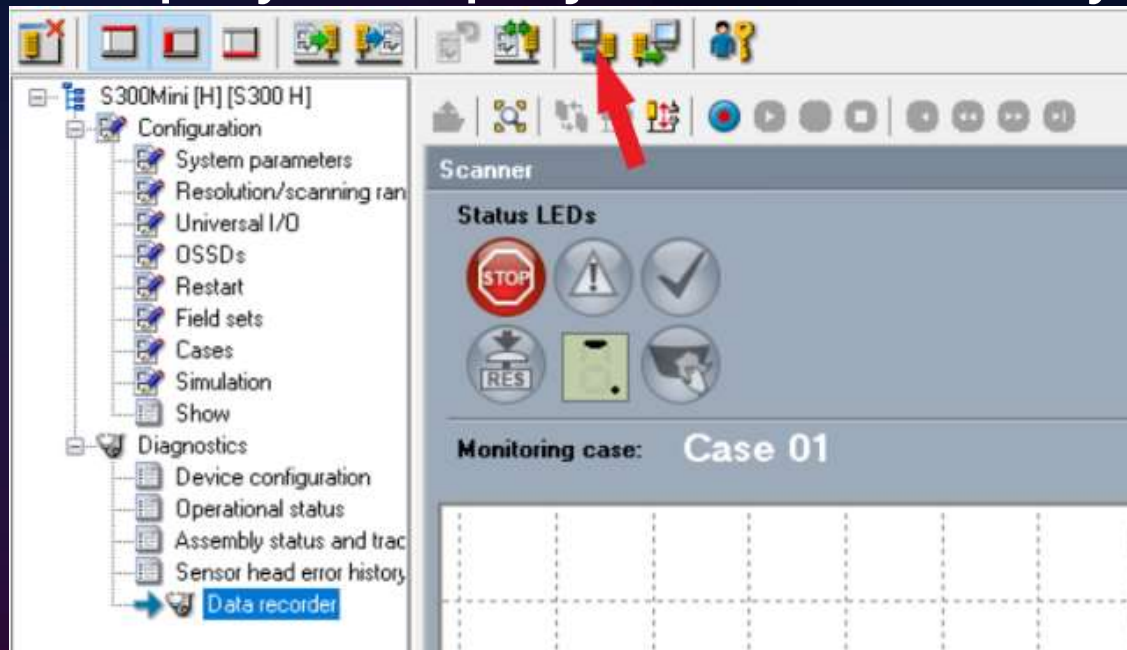 S300Mini [H] [S300 H]
Configuration
System parameters
Resolution/scanning ran
Universal I/O
OSSDs
Restart
Field sets
Cases
Simulation
Show
Diagnostics
Device configuration
Operational status
Assembly status and trac
Sensor head error history
Data recorder
Scanner
Status LEDs
STOP
RES
Monitoring case: Case 01